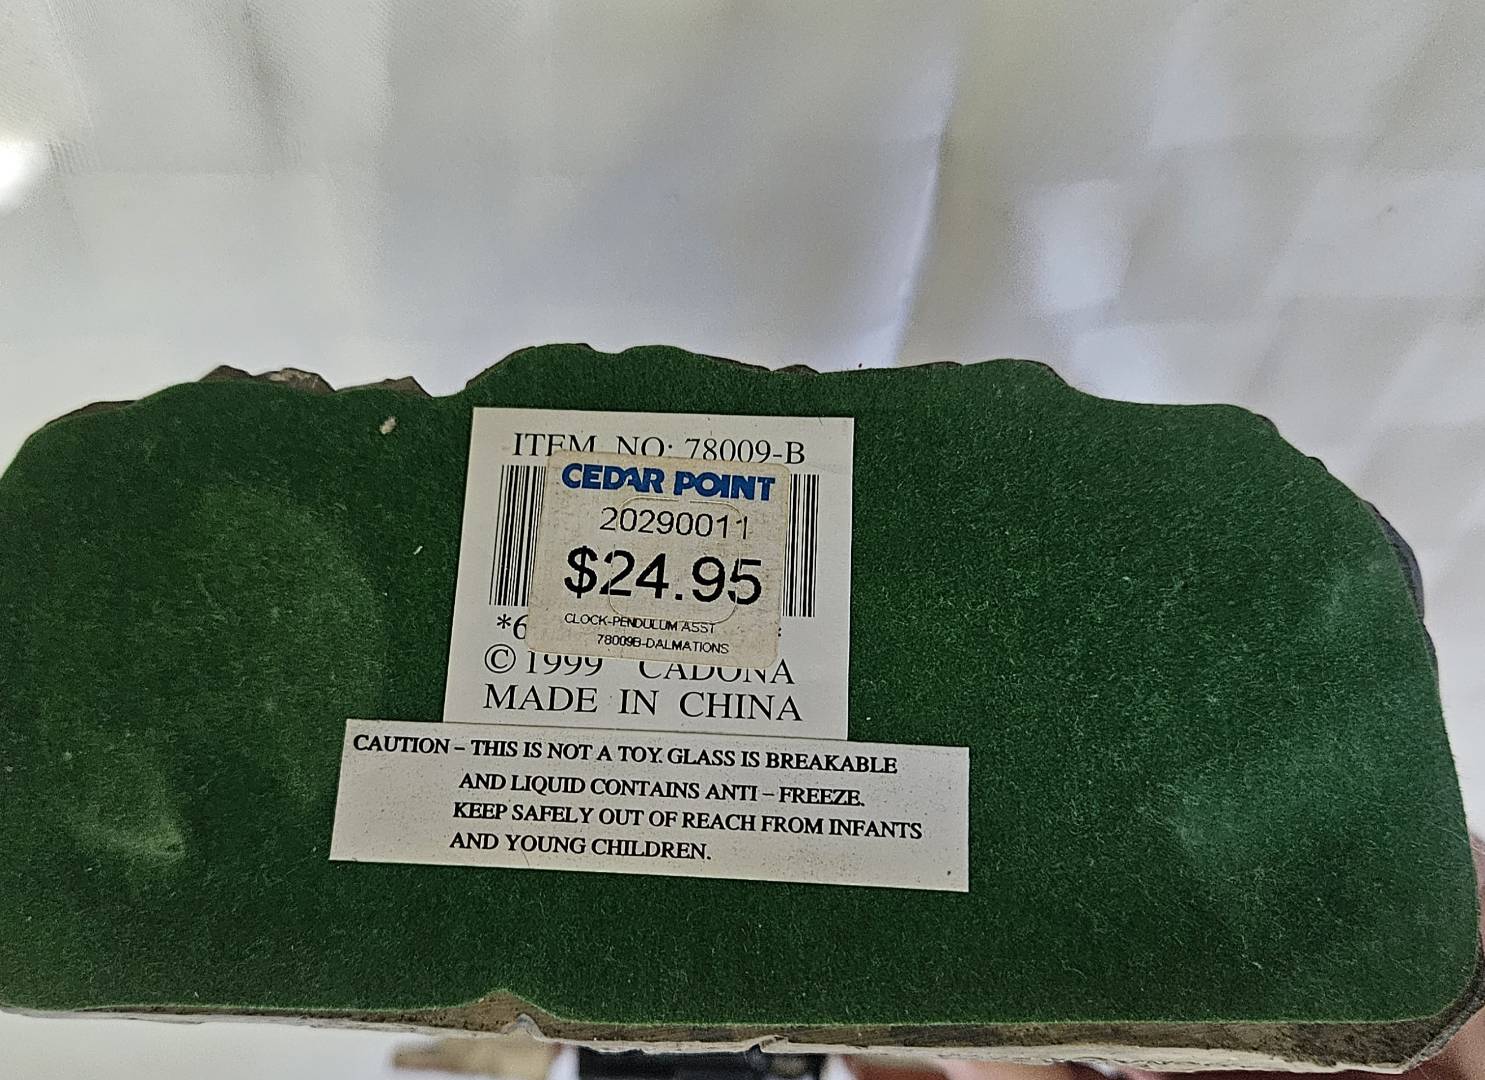 ITEM NO: 78009-B
CEDAR POINT
20290011
$24.95
CLOCK-PENDULUM ASST
78009B-DALMATIONS
*6
© 1999 CADONA
MADE IN CHINA
CAUTION – THIS IS NOT A TOY. GLASS IS BREAKABLE
AND LIQUID CONTAINS ANTI – FREEZE.
KEEP SAFELY OUT OF REACH FROM INFANTS
AND YOUNG CHILDREN.